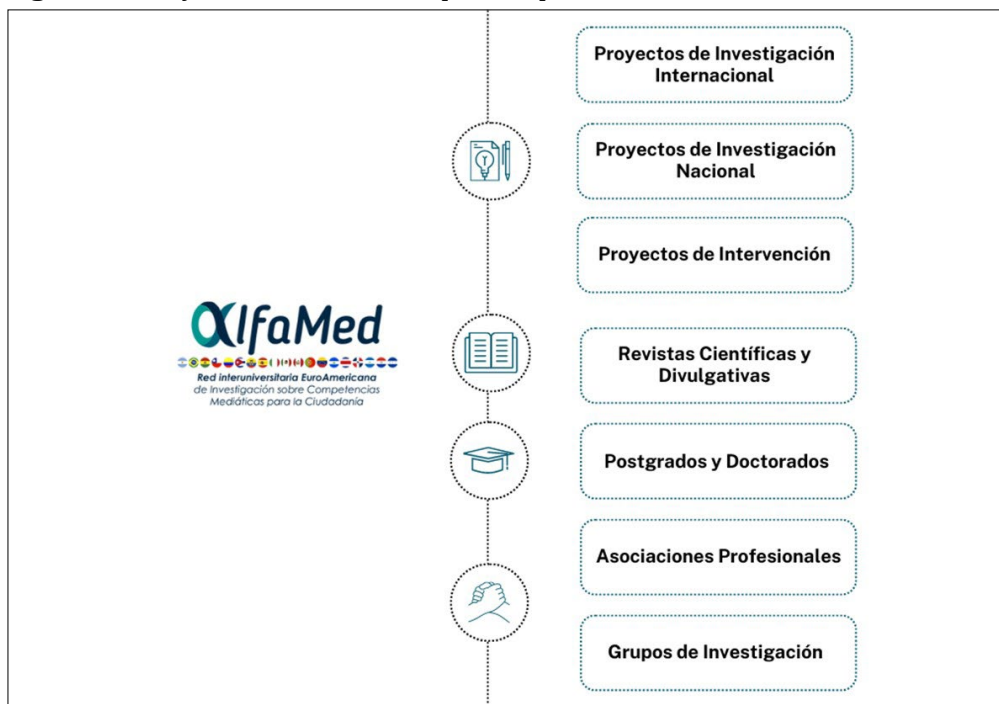 αlfaMed
Red interuniversitaria EuroAmericana
de Investigación sobre Competencias
Mediáticas para la Ciudadanía
Proyectos de Investigación
Internacional
Proyectos de Investigación
Nacional
Proyectos de Intervención
Revistas Científicas y
Divulgativas
Postgrados y Doctorados
Asociaciones Profesionales
Grupos de Investigación